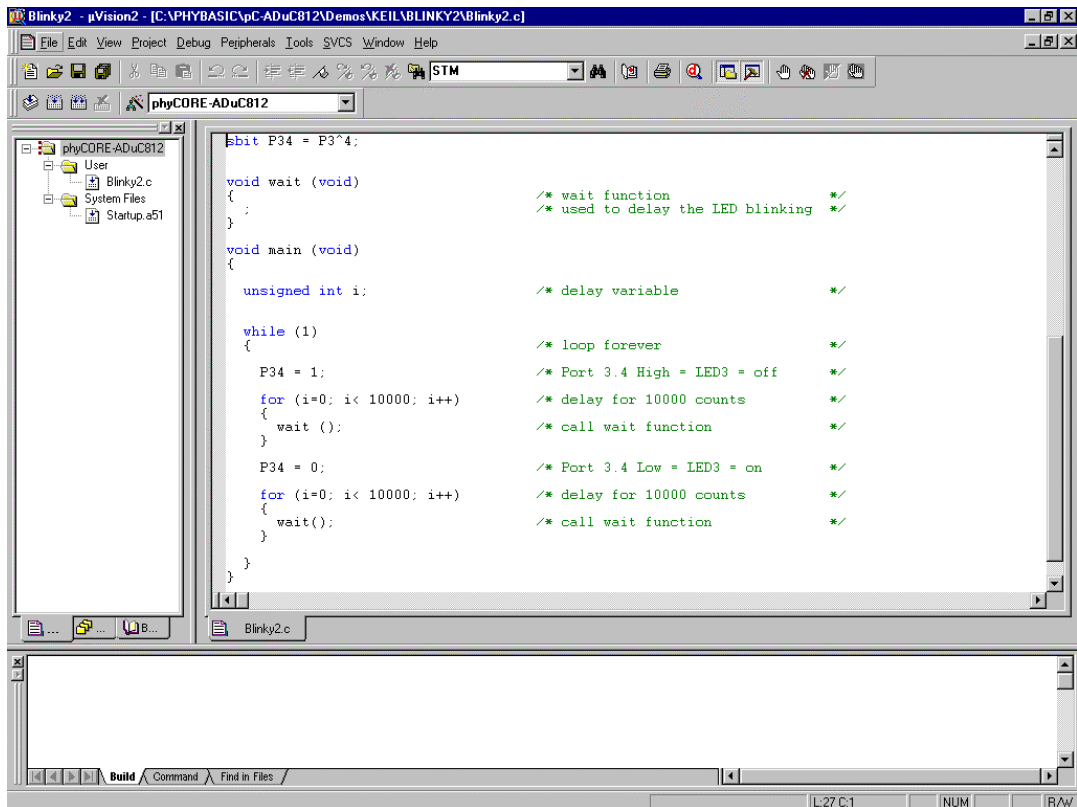 Blinky2 - µVision2 - [C:\PHYBASIC\pC-ADuC812\Demos\KEIL\BLINKY2\Blinky2.c]
File Edit View Project Debug Peripherals Tools SVCS Window Help
STM
phyCORE-ADuC812
phyCORE-ADuC812
User
Blinky2.c
System Files
Startup.a51
sbit P34 = P3^4;
void wait (void)
{ /* wait function */
; /* used to delay the LED blinking */
}
void main (void)
{
unsigned int i; /* delay variable */
while (1)
{ /* loop forever */
P34 = 1; /* Port 3.4 High = LED3 = off */
for (i=0; i< 10000; i++) /* delay for 10000 counts */
{
wait (); /* call wait function */
}
P34 = 0; /* Port 3.4 Low = LED3 = on */
for (i=0; i< 10000; i++) /* delay for 10000 counts */
{
wait(); /* call wait function */
}
}
}
... ... B...
Blinky2.c
Build Command Find in Files
L:27 C:1 NUM R/W